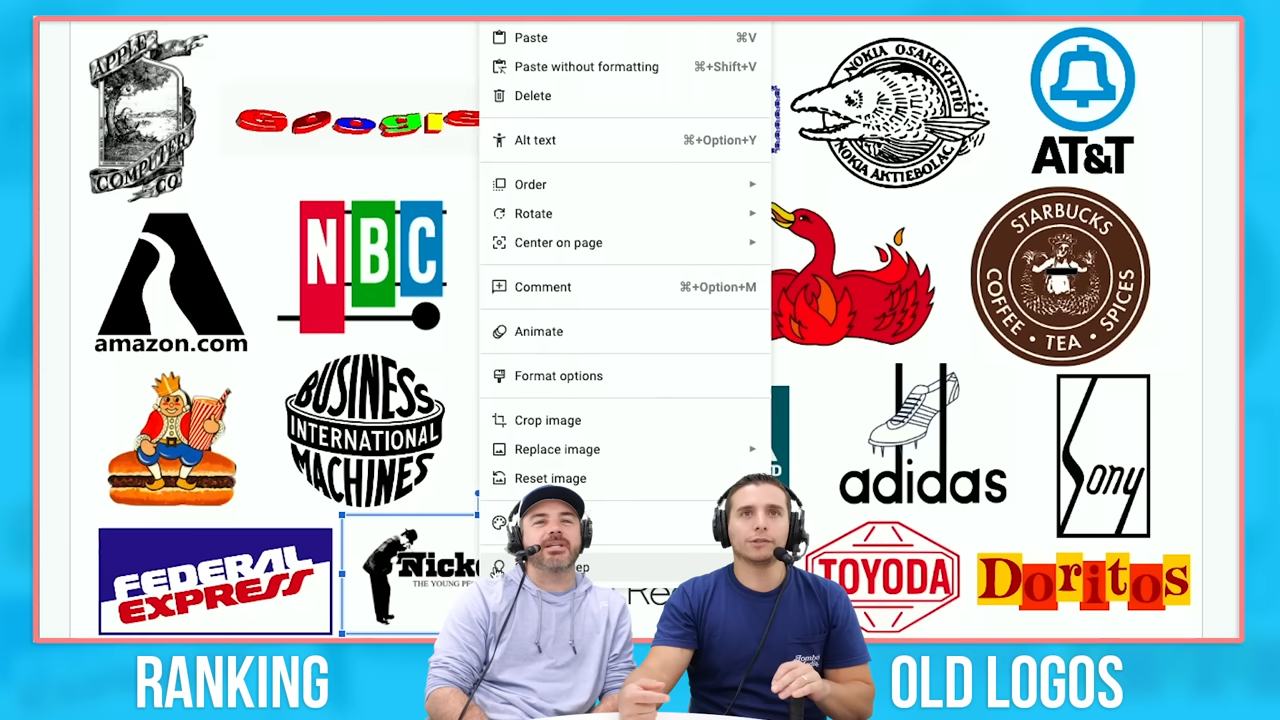 APPLE
COMPUTER
CO
Google
NOKIA OSAKEYHTIÖ
NOKIA AKTIEBOLAG
AT&T
Paste ⌘V
Paste without formatting ⌘+Shift+V
Delete
Alt text ⌘+Option+Y
Order
Rotate
Center on page
Comment ⌘+Option+M
Animate
Format options
Crop image
Replace image
Reset image
amazon.com
NBC
STARBUCKS
COFFEE • TEA • SPICES
BUSINESS
INTERNATIONAL
MACHINES
adidas
Sony
FEDERAL
EXPRESS
Nick
THE YOUNG
TOYODA
Doritos
RANKING
OLD LOGOS